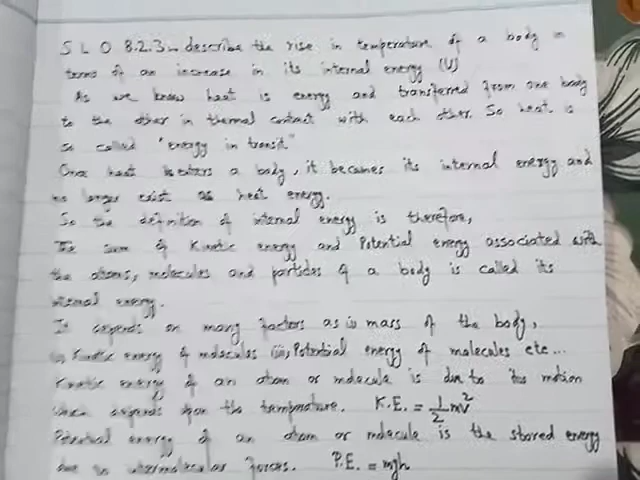 S L O 8.2.3 - describe the rise in temperature of a body in
terms of an increase in its internal energy (U)
As we know heat is energy and transferred from one body
to the other in thermal contact with each other. So heat is
so called "energy in transit"
Once heat enters a body, it becomes its internal energy and
no longer exist as heat energy.
So the definition of internal energy is therefore,
The sum of Kinetic energy and Potential energy associated with
the atoms, molecules and particles of a body is called its
internal energy.
It depends on many factors as (i) mass of the body,
(ii) Kinetic energy of molecules (iii) Potential energy of molecules etc...
Kinetic energy of an atom or molecule is due to its motion
which depends upon the temperature. K.E. = 1/2 mv²
Potential energy of an atom or molecule is the stored energy
due to intermolecular forces. P.E. = mgh